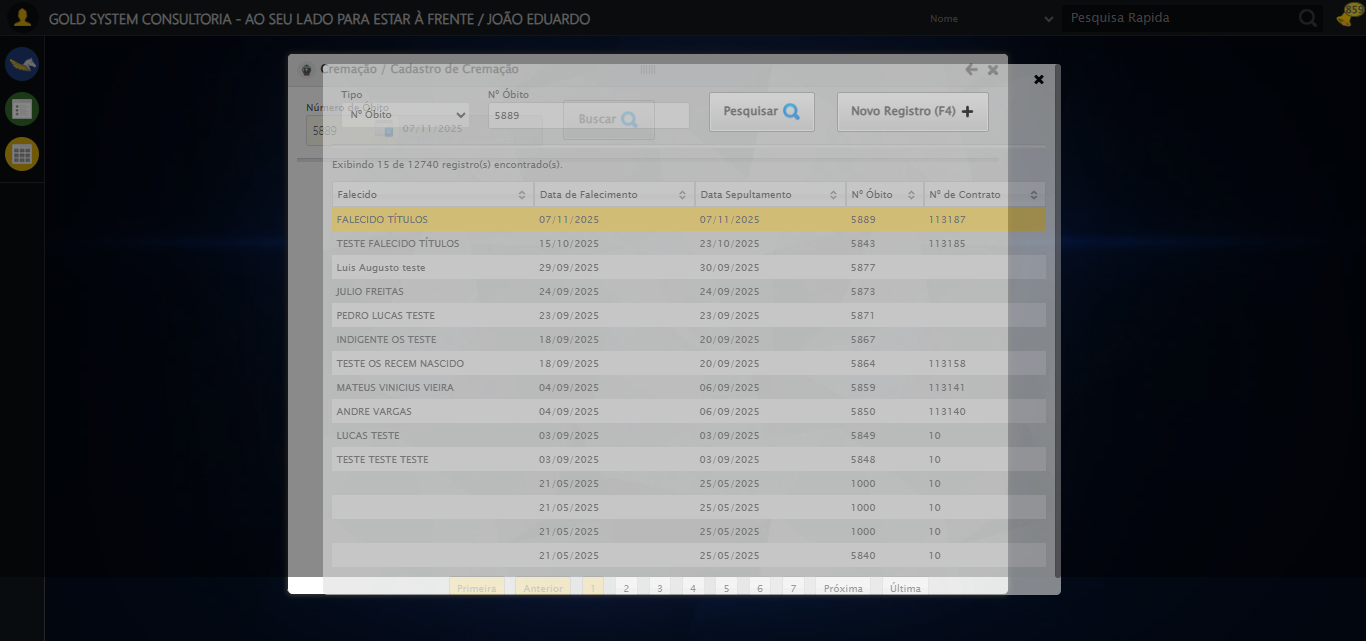 GOLD SYSTEM CONSULTORIA - AO SEU LADO PARA ESTAR À FRENTE / JOÃO EDUARDO
Nome
Pesquisa Rapida
859
Cremação / Cadastro de Cremação
Tipo
Nº Óbito
Número de Óbito
Nº Óbito
5889
Pesquisar
Novo Registro (F4)
5889
07/11/2025
Buscar
Exibindo 15 de 12740 registro(s) encontrado(s).
Falecido Data de Falecimento Data Sepultamento Nº Óbito Nº de Contrato
FALECIDO TÍTULOS 07/11/2025 07/11/2025 5889 113187
TESTE FALECIDO TÍTULOS 15/10/2025 23/10/2025 5843 113185
Luis Augusto teste 29/09/2025 30/09/2025 5877
JULIO FREITAS 24/09/2025 24/09/2025 5873
PEDRO LUCAS TESTE 23/09/2025 23/09/2025 5871
INDIGENTE OS TESTE 18/09/2025 20/09/2025 5867
TESTE OS RECEM NASCIDO 18/09/2025 20/09/2025 5864 113158
MATEUS VINICIUS VIEIRA 04/09/2025 06/09/2025 5859 113141
ANDRE VARGAS 04/09/2025 06/09/2025 5850 113140
LUCAS TESTE 03/09/2025 03/09/2025 5849 10
TESTE TESTE TESTE 03/09/2025 03/09/2025 5848 10
21/05/2025 25/05/2025 1000 10
21/05/2025 25/05/2025 1000 10
21/05/2025 25/05/2025 1000 10
21/05/2025 25/05/2025 5840 10
Primeira Anterior 1 2 3 4 5 6 7 Próxima Última